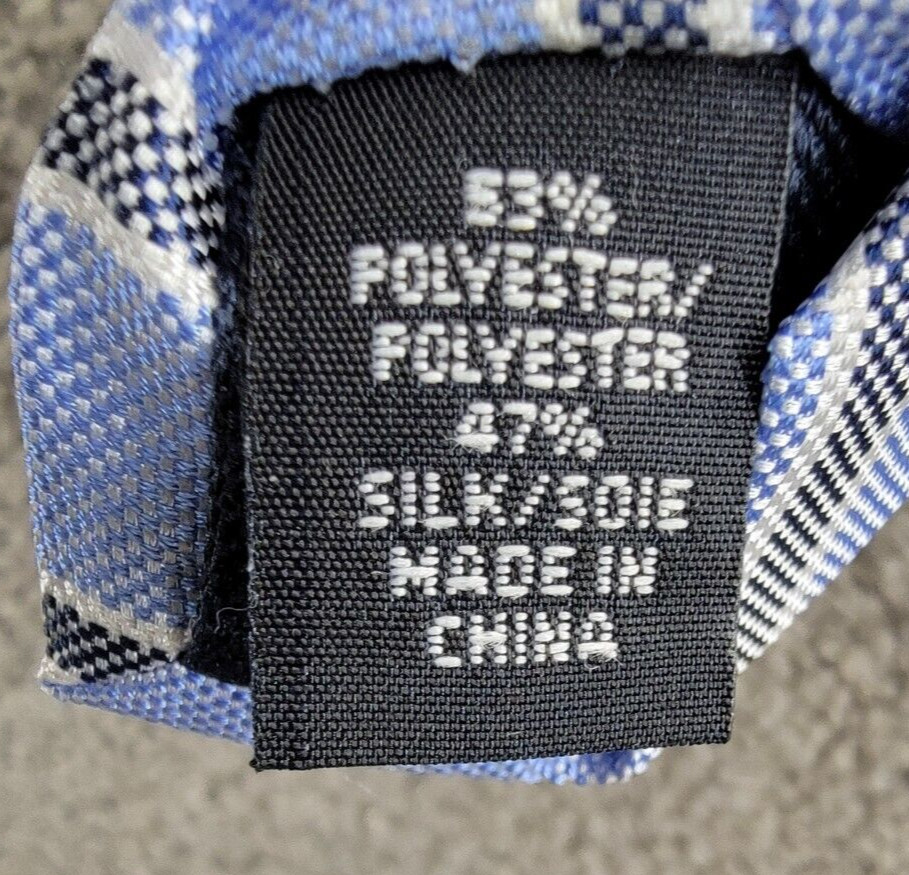 53%
POLYESTER/
POLYESTER
47%
SILK/SOIE
MADE IN
CHINA